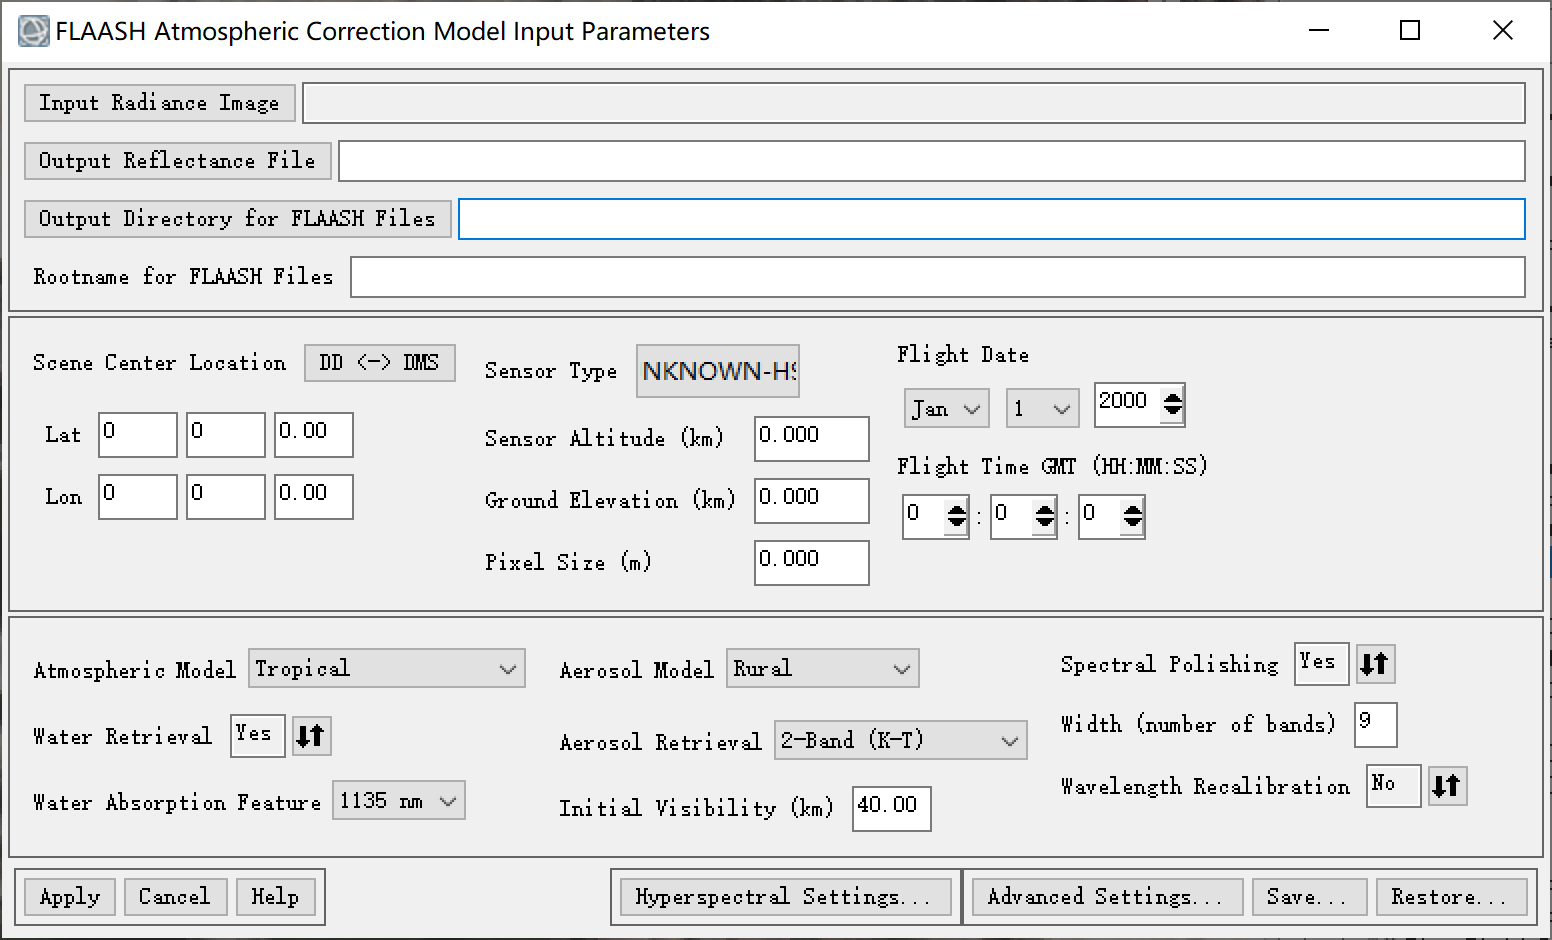 FLAASH Atmospheric Correction Model Input Parameters
Input Radiance Image
Output Reflectance File
Output Directory for FLAASH Files
Rootname for FLAASH Files
Scene Center Location DD <-> DMS
Lat 0 0 0.00
Lon 0 0 0.00
Sensor Type NKNOWN-HS
Sensor Altitude (km) 0.000
Ground Elevation (km) 0.000
Pixel Size (m) 0.000
Flight Date
Jan 1 2000
Flight Time GMT (HH:MM:SS)
0 : 0 : 0
Atmospheric Model Tropical
Water Retrieval Yes
Water Absorption Feature 1135 nm
Aerosol Model Rural
Aerosol Retrieval 2-Band (K-T)
Initial Visibility (km) 40.00
Spectral Polishing Yes
Width (number of bands) 9
Wavelength Recalibration No
Apply Cancel Help Hyperspectral Settings... Advanced Settings... Save... Restore...